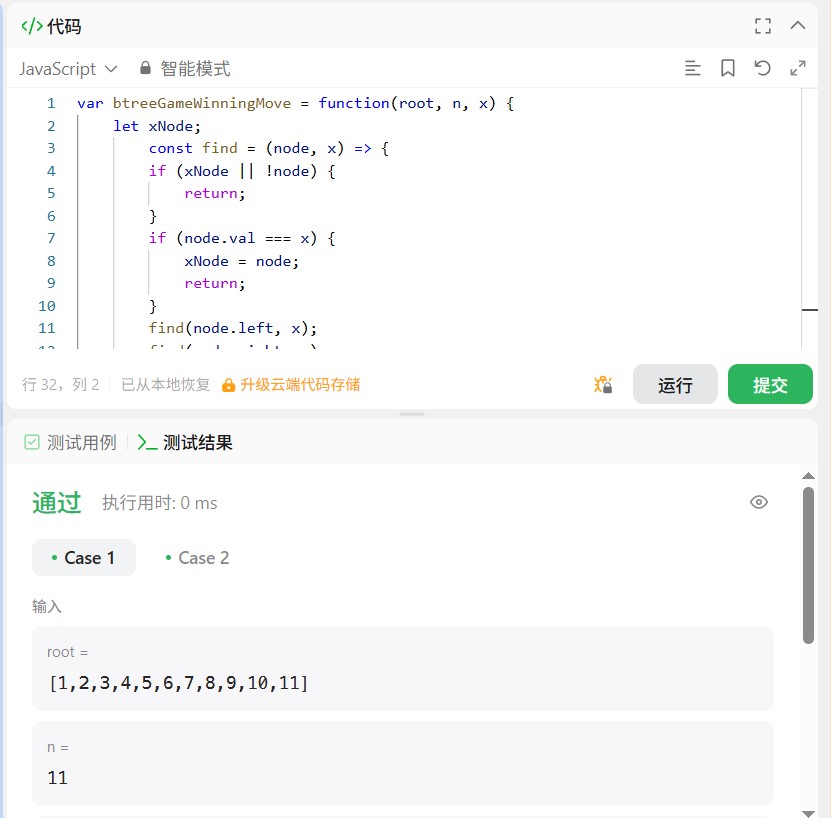 </> 代码
JavaScript 智能模式
1 var btreeGameWinningMove = function(root, n, x) {
2 let xNode;
3 const find = (node, x) => {
4 if (xNode || !node) {
5 return;
6 }
7 if (node.val === x) {
8 xNode = node;
9 return;
10 }
11 find(node.left, x);
行 32，列 2 已从本地恢复 升级云端代码存储 运行 提交
测试用例 测试结果
通过 执行用时: 0 ms
• Case 1 • Case 2
输入
root =
[1,2,3,4,5,6,7,8,9,10,11]
n =
11